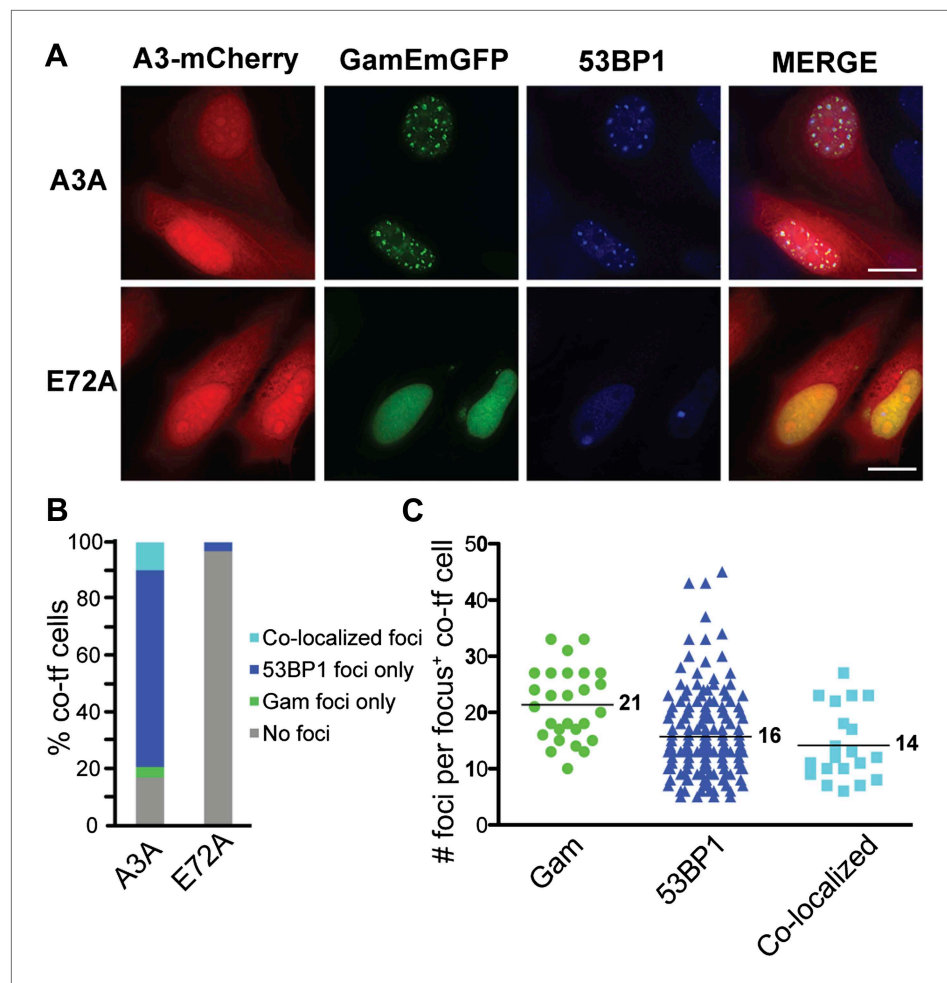 A
A3-mCherry GamEmGFP 53BP1 MERGE
A3A
E72A
B
% co-tf cells
100
80
60
40
20
0
A3A
E72A
Co-localized foci
53BP1 foci only
Gam foci only
No foci
C
# foci per focus⁺ co-tf cell
50
40
30
20
10
0
21
16
14
Gam
53BP1
Co-localized